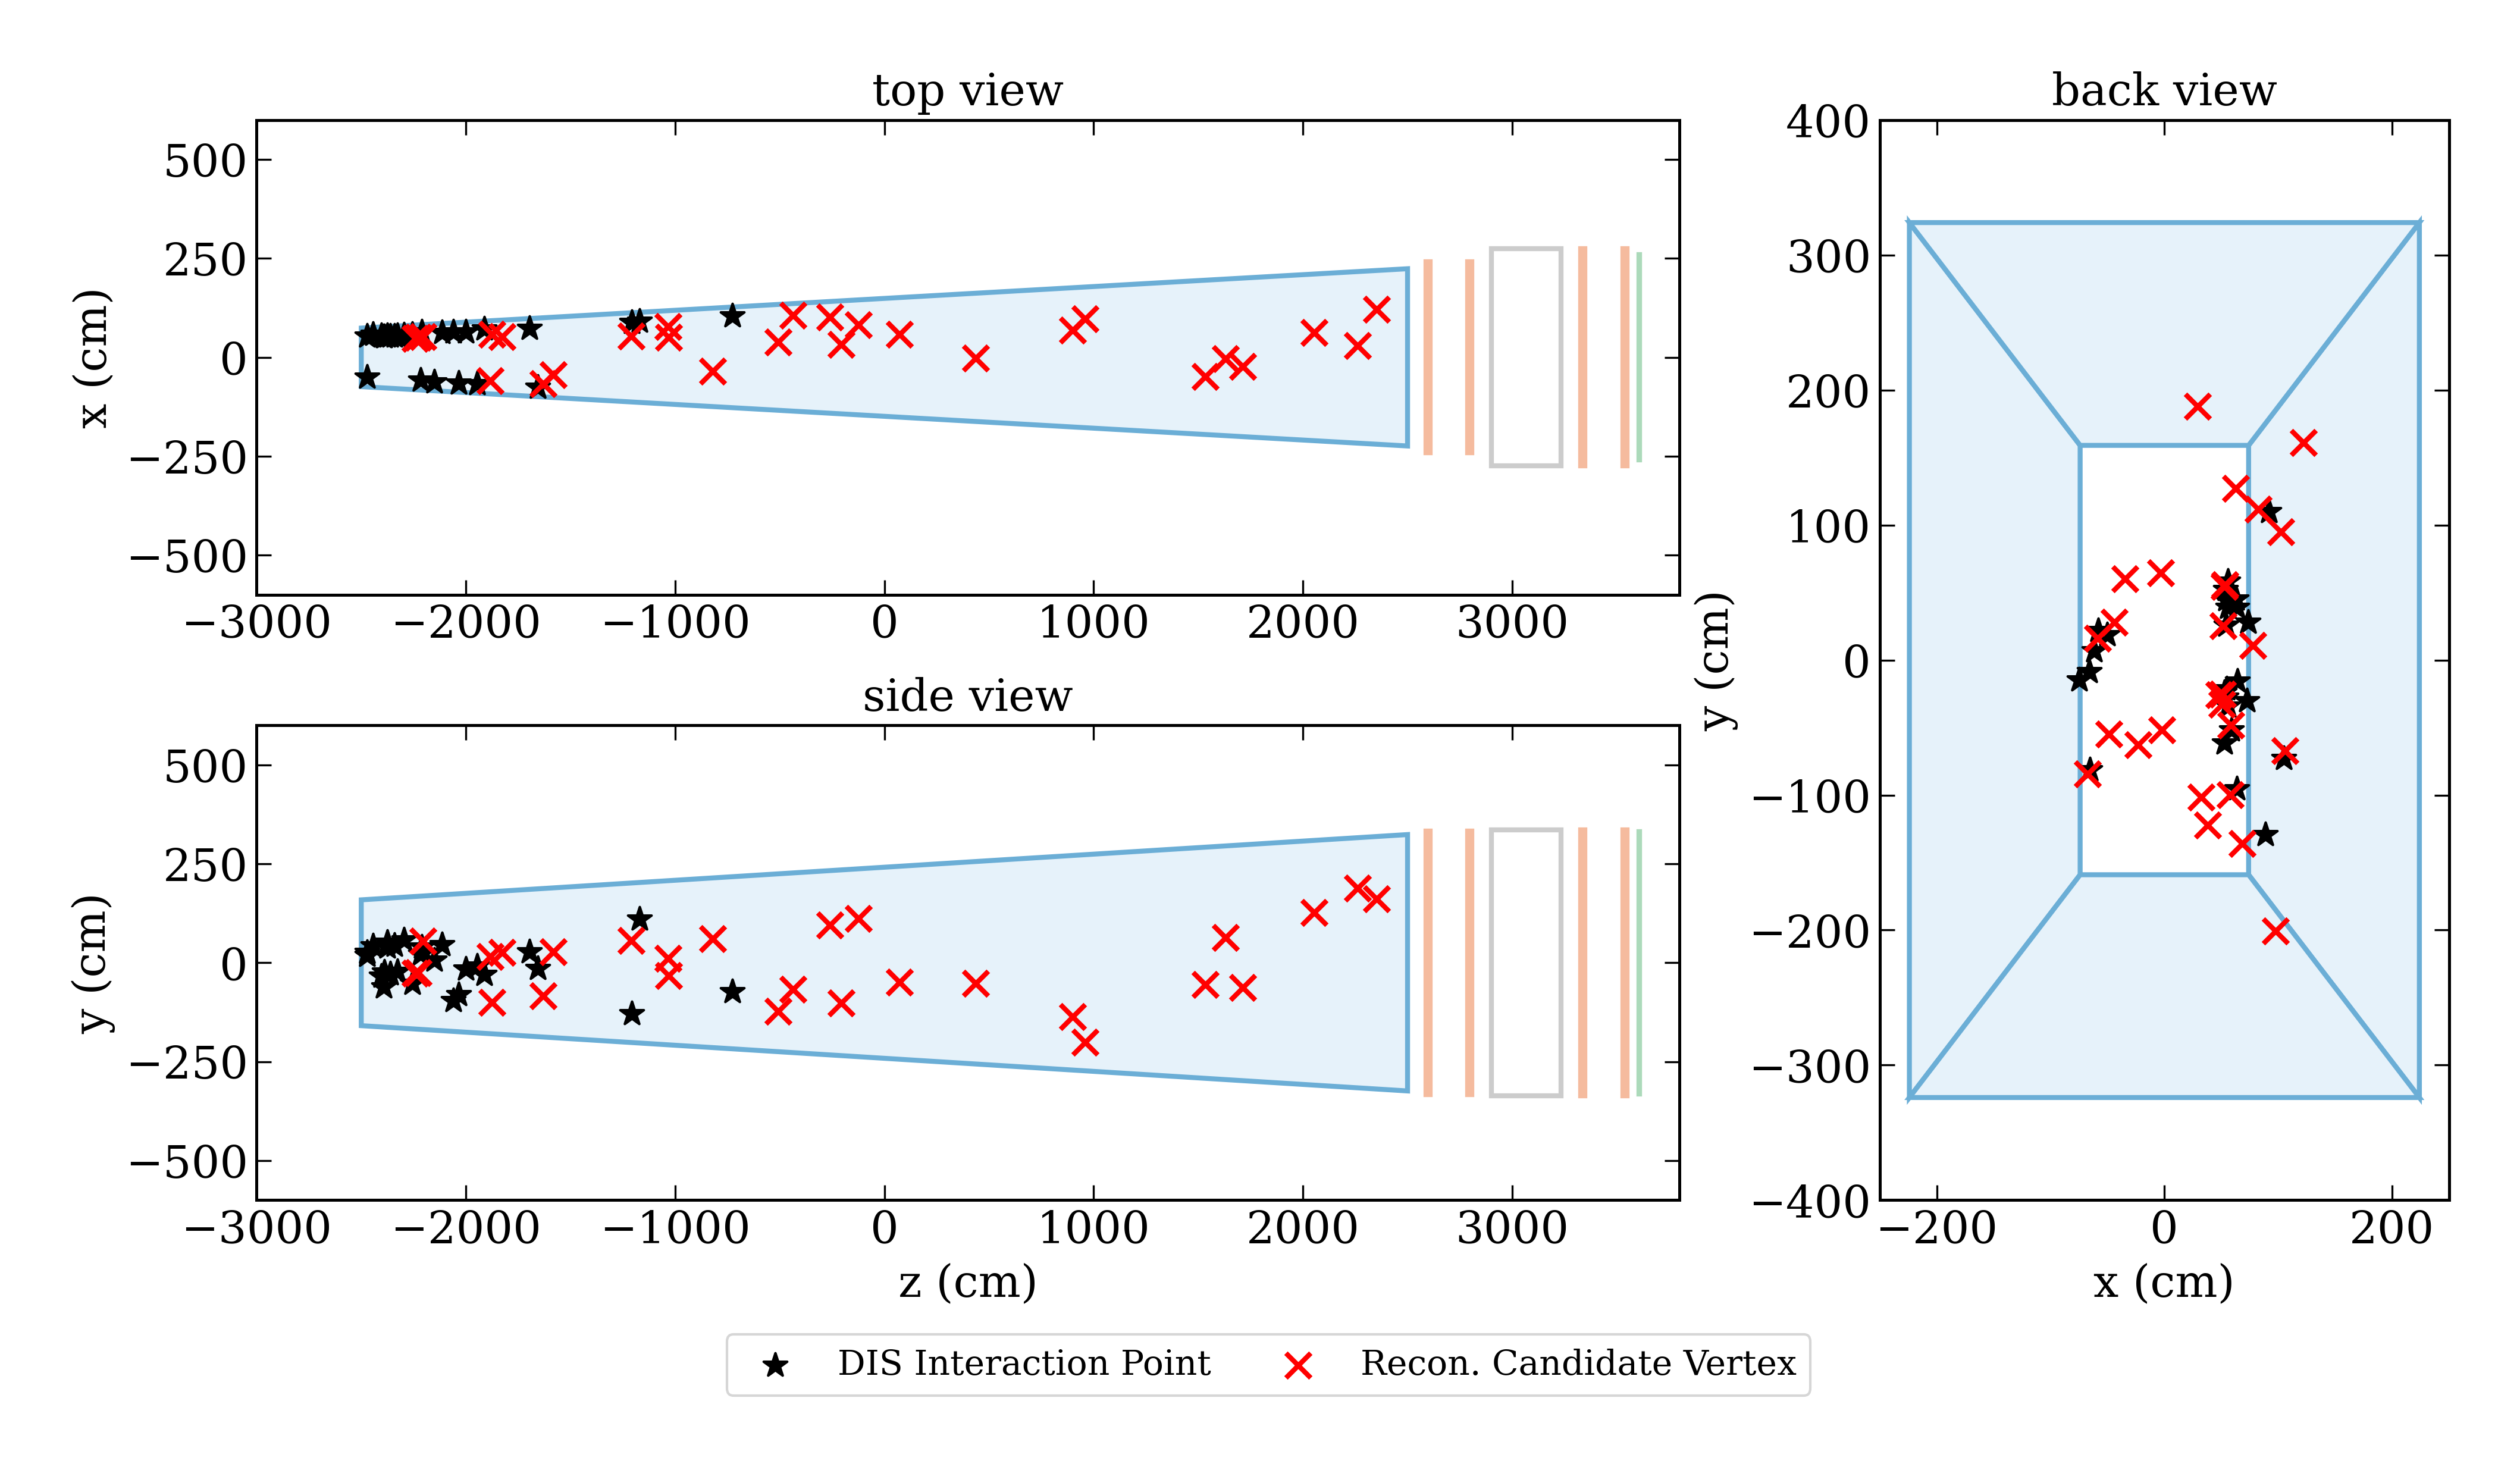 top view
x (cm)
500
250
0
−250
−500
−3000 −2000 −1000 0 1000 2000 3000
side view
y (cm)
500
250
0
−250
−500
−3000 −2000 −1000 0 1000 2000 3000
z (cm)
back view
y (cm)
400
300
200
100
0
−100
−200
−300
−400
−200 0 200
x (cm)
DIS Interaction Point Recon. Candidate Vertex